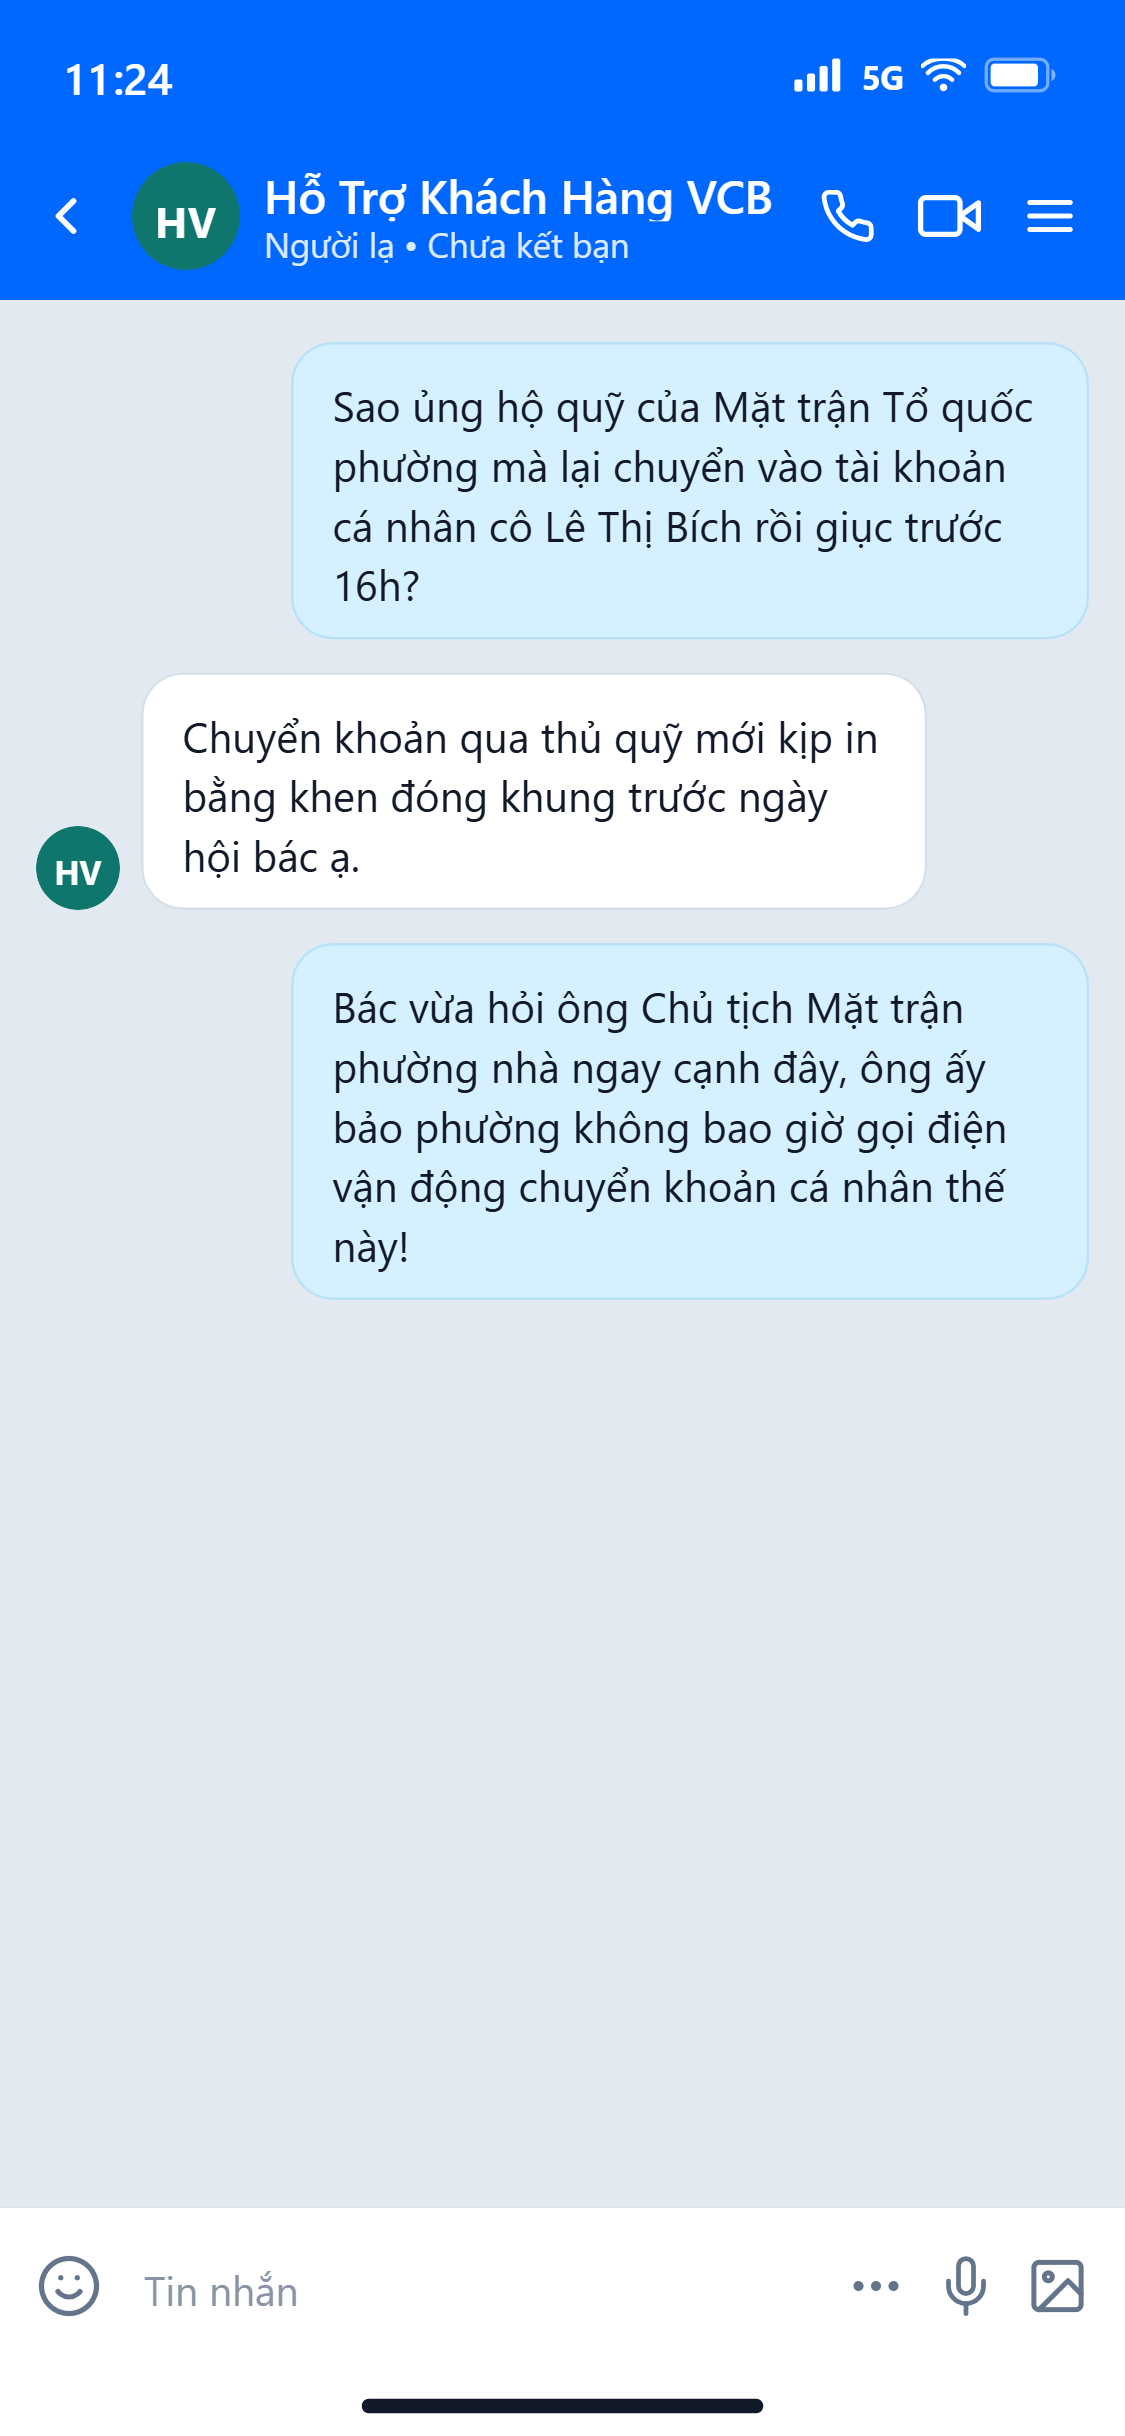 11:24
5G
HV
Hỗ Trợ Khách Hàng VCB
Người lạ • Chưa kết bạn
Sao ủng hộ quỹ của Mặt trận Tổ quốc
phường mà lại chuyển vào tài khoản
cá nhân cô Lê Thị Bích rồi giục trước
16h?
Chuyển khoản qua thủ quỹ mới kịp in
bằng khen đóng khung trước ngày
hội bác ạ.
HV
Bác vừa hỏi ông Chủ tịch Mặt trận
phường nhà ngay cạnh đây, ông ấy
bảo phường không bao giờ gọi điện
vận động chuyển khoản cá nhân thế
này!
Tin nhắn